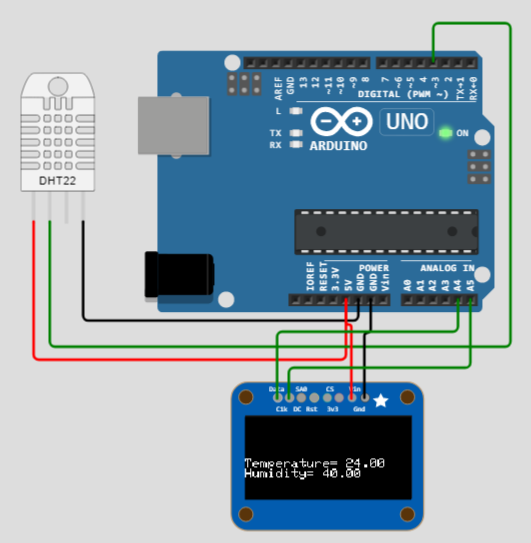 AREF
GND
13
12
~11
~10
~9
8
7
~6
~5
4
~3
2
TX→1
RX←0
DIGITAL (PWM ~)
L
TX
RX
UNO
ON
ARDUINO
DHT22
IOREF
RESET
3.3V
5V
GND
GND
Vin
POWER
ANALOG IN
A0
A1
A2
A3
A4
A5
Data SA0 CS Vin
Clk DC Rst 3v3 Gnd
Temperature= 24.00
Humidity= 40.00